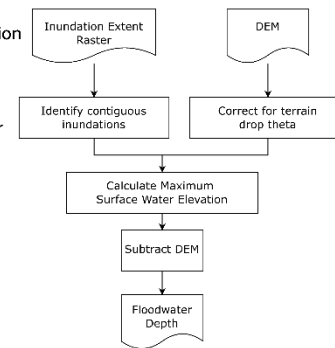 ion
Inundation Extent
Raster
DEM
r
Identify contiguous
inundations
Correct for terrain
drop theta
Calculate Maximum
Surface Water Elevation
Subtract DEM
Floodwater
Depth